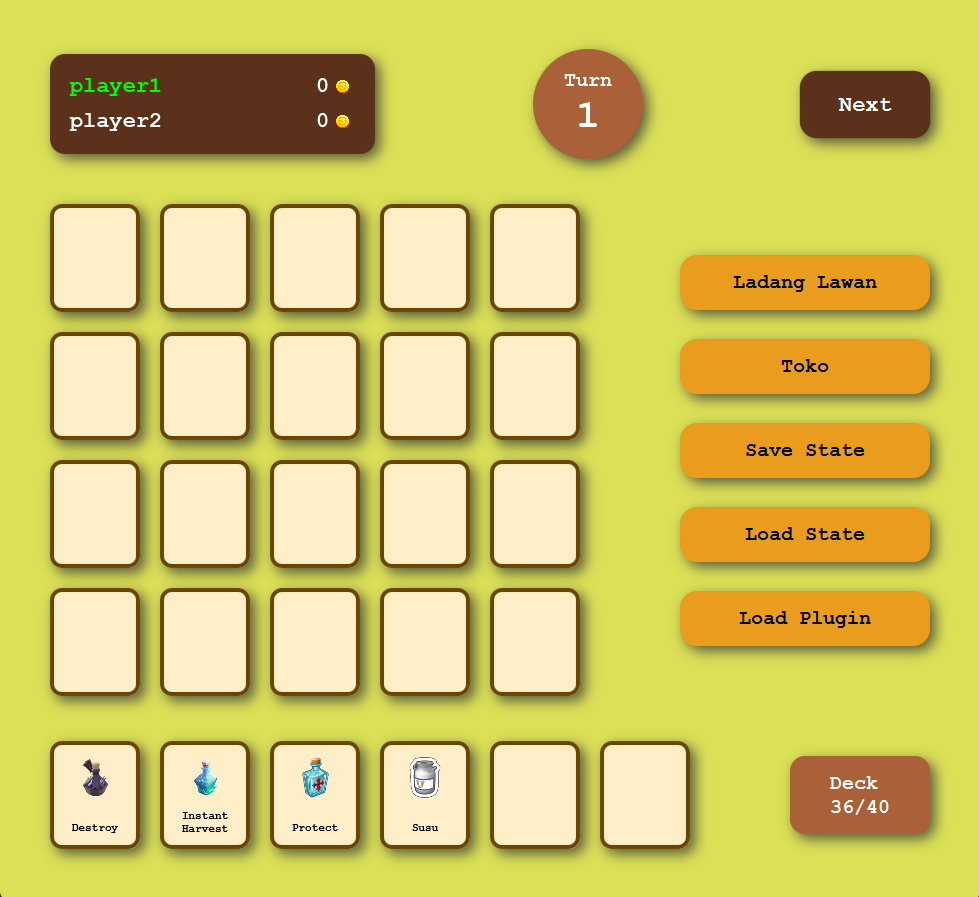 player1 0
player2 0
Turn
1
Next
Ladang Lawan
Toko
Save State
Load State
Load Plugin
Destroy
Instant
Harvest
Protect
Susu
Deck
36/40